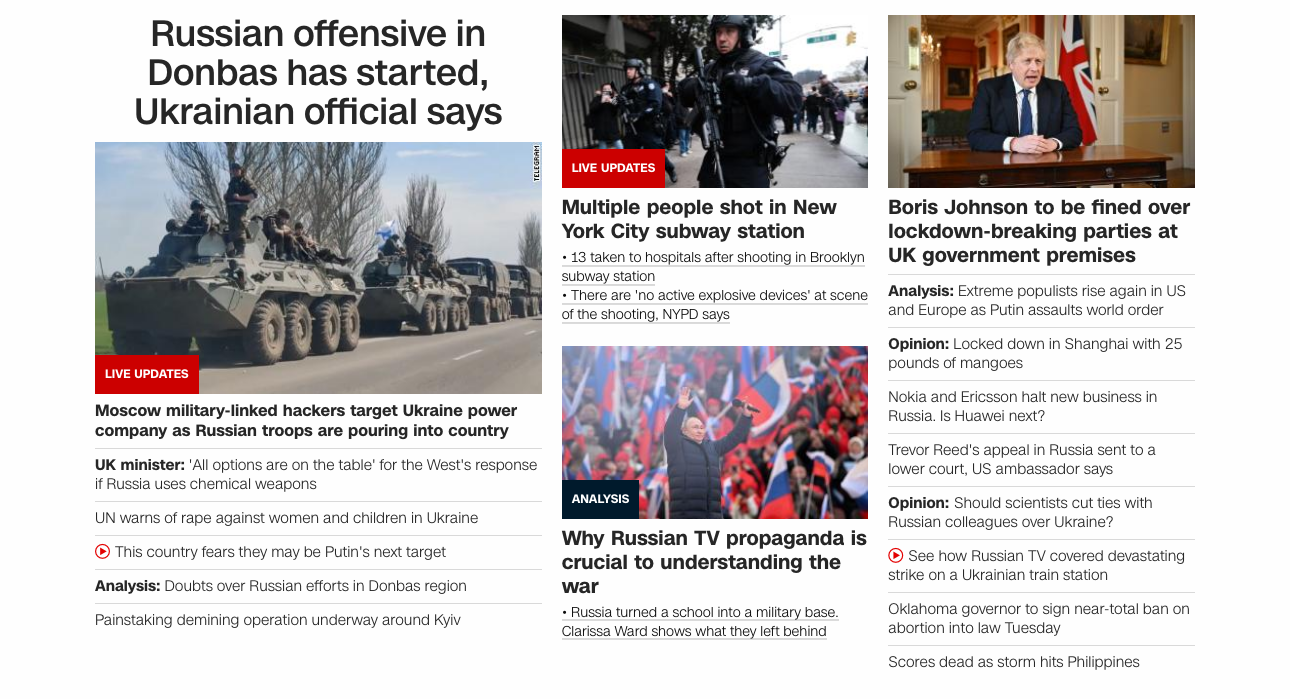 Russian offensive in
Donbas has started,
Ukrainian official says
TELEGRAM
LIVE UPDATES
Moscow military-linked hackers target Ukraine power
company as Russian troops are pouring into country
UK minister: 'All options are on the table' for the West's response
if Russia uses chemical weapons
UN warns of rape against women and children in Ukraine
This country fears they may be Putin's next target
Analysis: Doubts over Russian efforts in Donbas region
Painstaking demining operation underway around Kyiv
LIVE UPDATES
Multiple people shot in New
York City subway station
• 13 taken to hospitals after shooting in Brooklyn
subway station
• There are 'no active explosive devices' at scene
of the shooting, NYPD says
ANALYSIS
Why Russian TV propaganda is
crucial to understanding the
war
• Russia turned a school into a military base.
Clarissa Ward shows what they left behind
Boris Johnson to be fined over
lockdown-breaking parties at
UK government premises
Analysis: Extreme populists rise again in US
and Europe as Putin assaults world order
Opinion: Locked down in Shanghai with 25
pounds of mangoes
Nokia and Ericsson halt new business in
Russia. Is Huawei next?
Trevor Reed's appeal in Russia sent to a
lower court, US ambassador says
Opinion: Should scientists cut ties with
Russian colleagues over Ukraine?
See how Russian TV covered devastating
strike on a Ukrainian train station
Oklahoma governor to sign near-total ban on
abortion into law Tuesday
Scores dead as storm hits Philippines